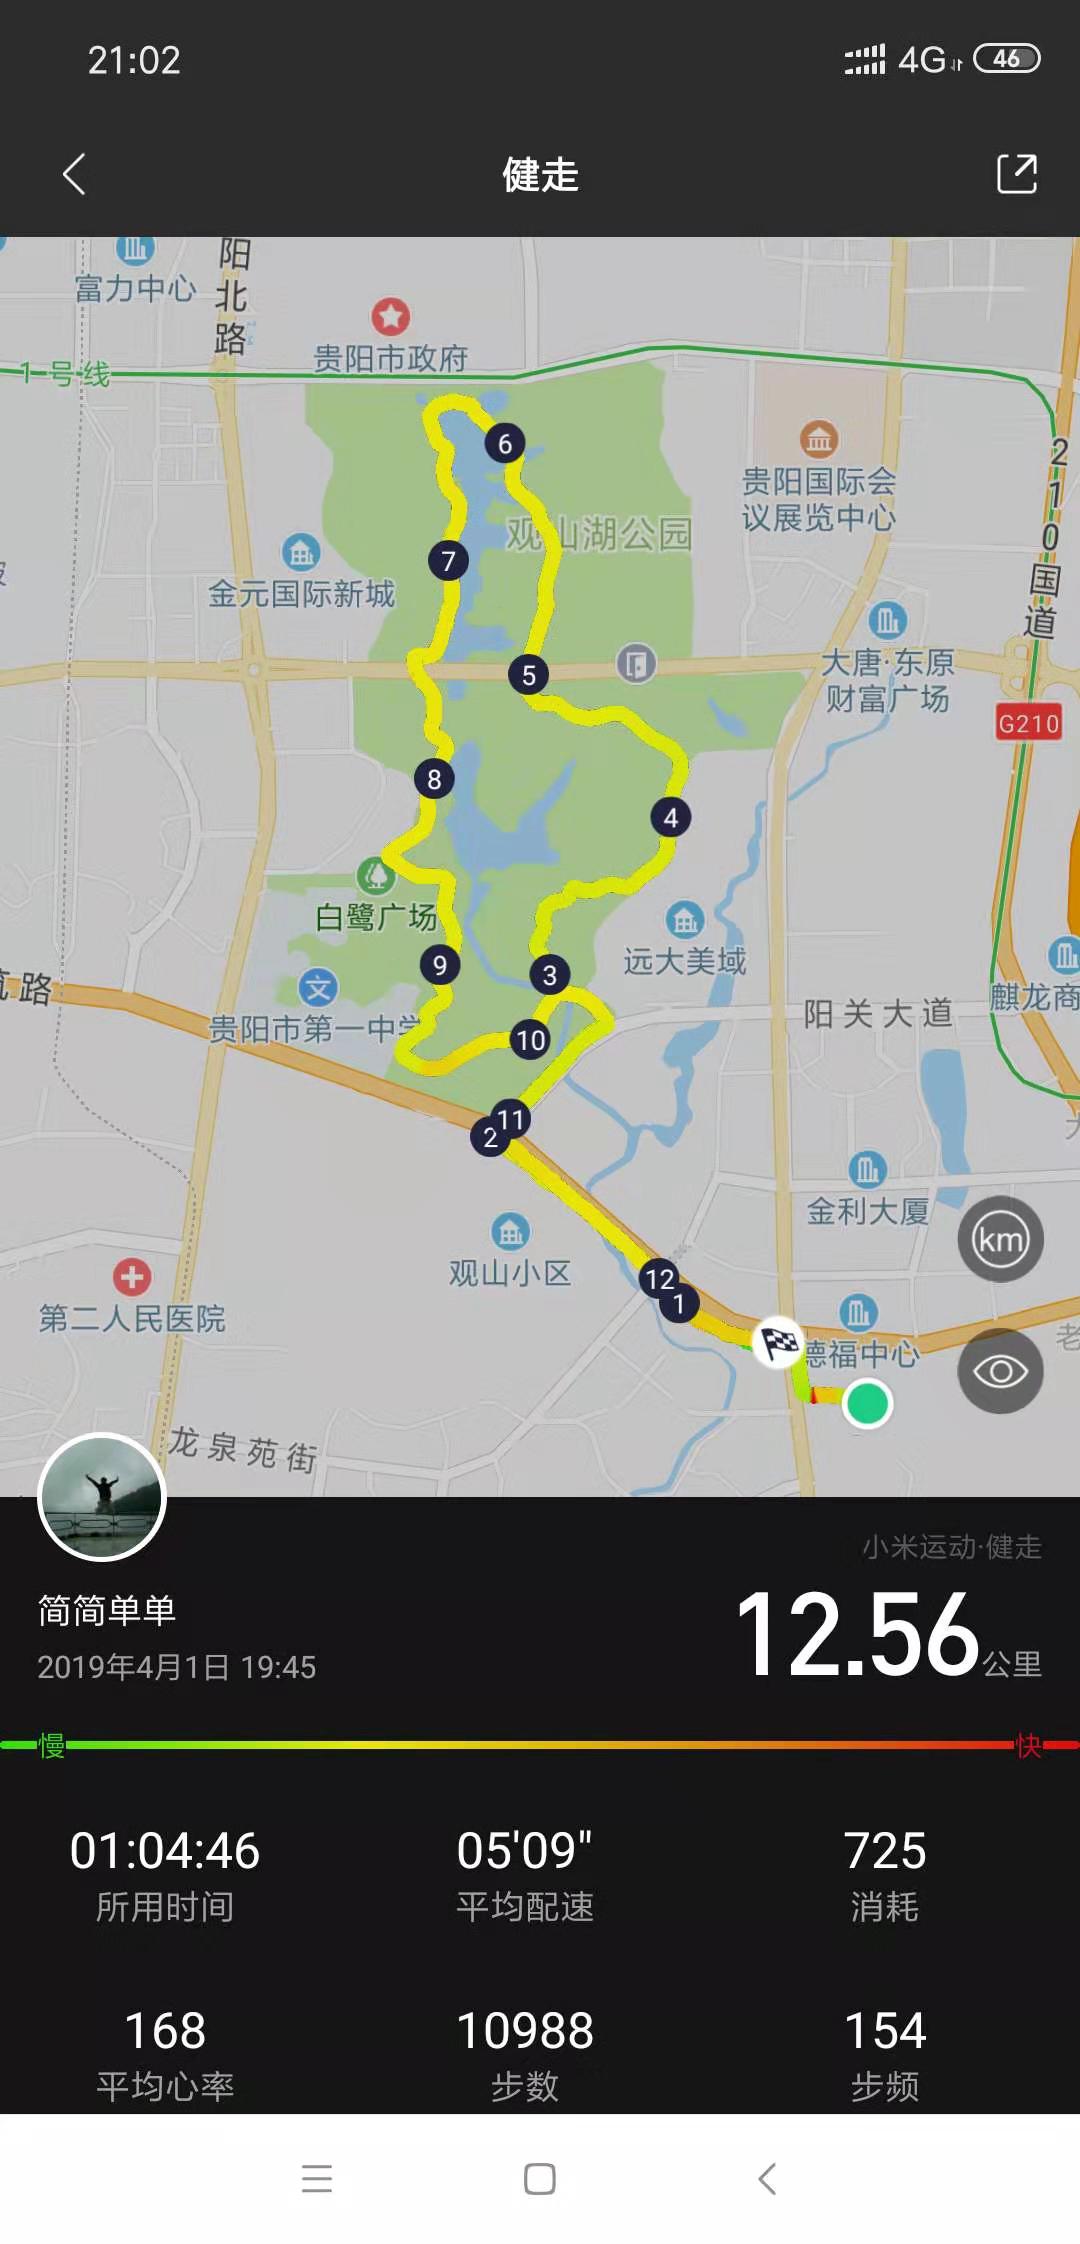 21:02
4G
46
健走
富力中心
阳北路
贵阳市政府
1号线
6
观山湖公园
贵阳国际会
议展览中心
210国道
7
金元国际新城
5
大唐·东原
财富广场
G210
8
4
白鹭广场
远大美域
9
3
路
贵阳市第一中学
10
阳关大道
麒龙商
11
2
观山小区
金利大厦
km
第二人民医院
12
1
德福中心
老
龙泉苑街
小米运动·健走
简简单单
12.56公里
2019年4月1日 19:45
慢
快
01:04:46
05'09"
725
所用时间
平均配速
消耗
168
10988
154
平均心率
步数
步频